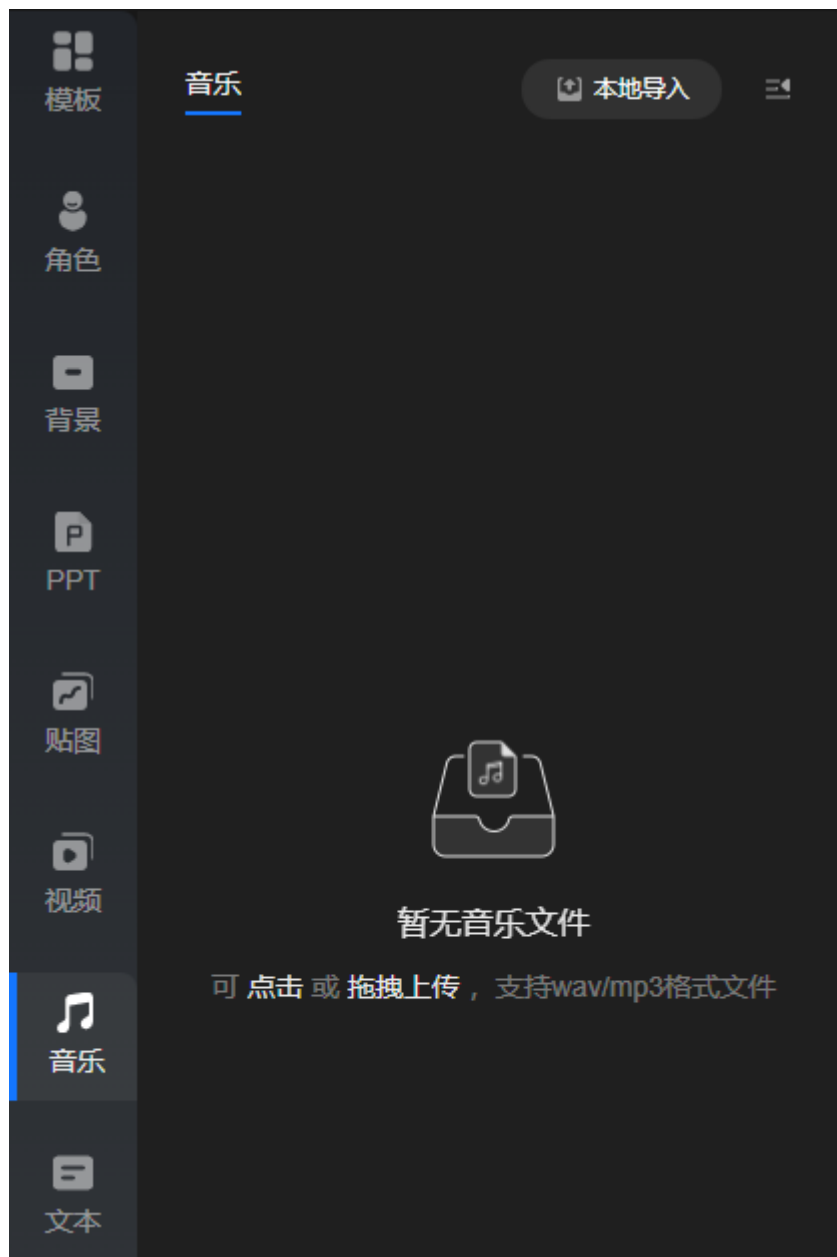 模板
角色
背景
PPT
贴图
视频
音乐
文本
音乐
本地导入
暂无音乐文件
可 点击 或 拖拽上传 ，支持wav/mp3格式文件